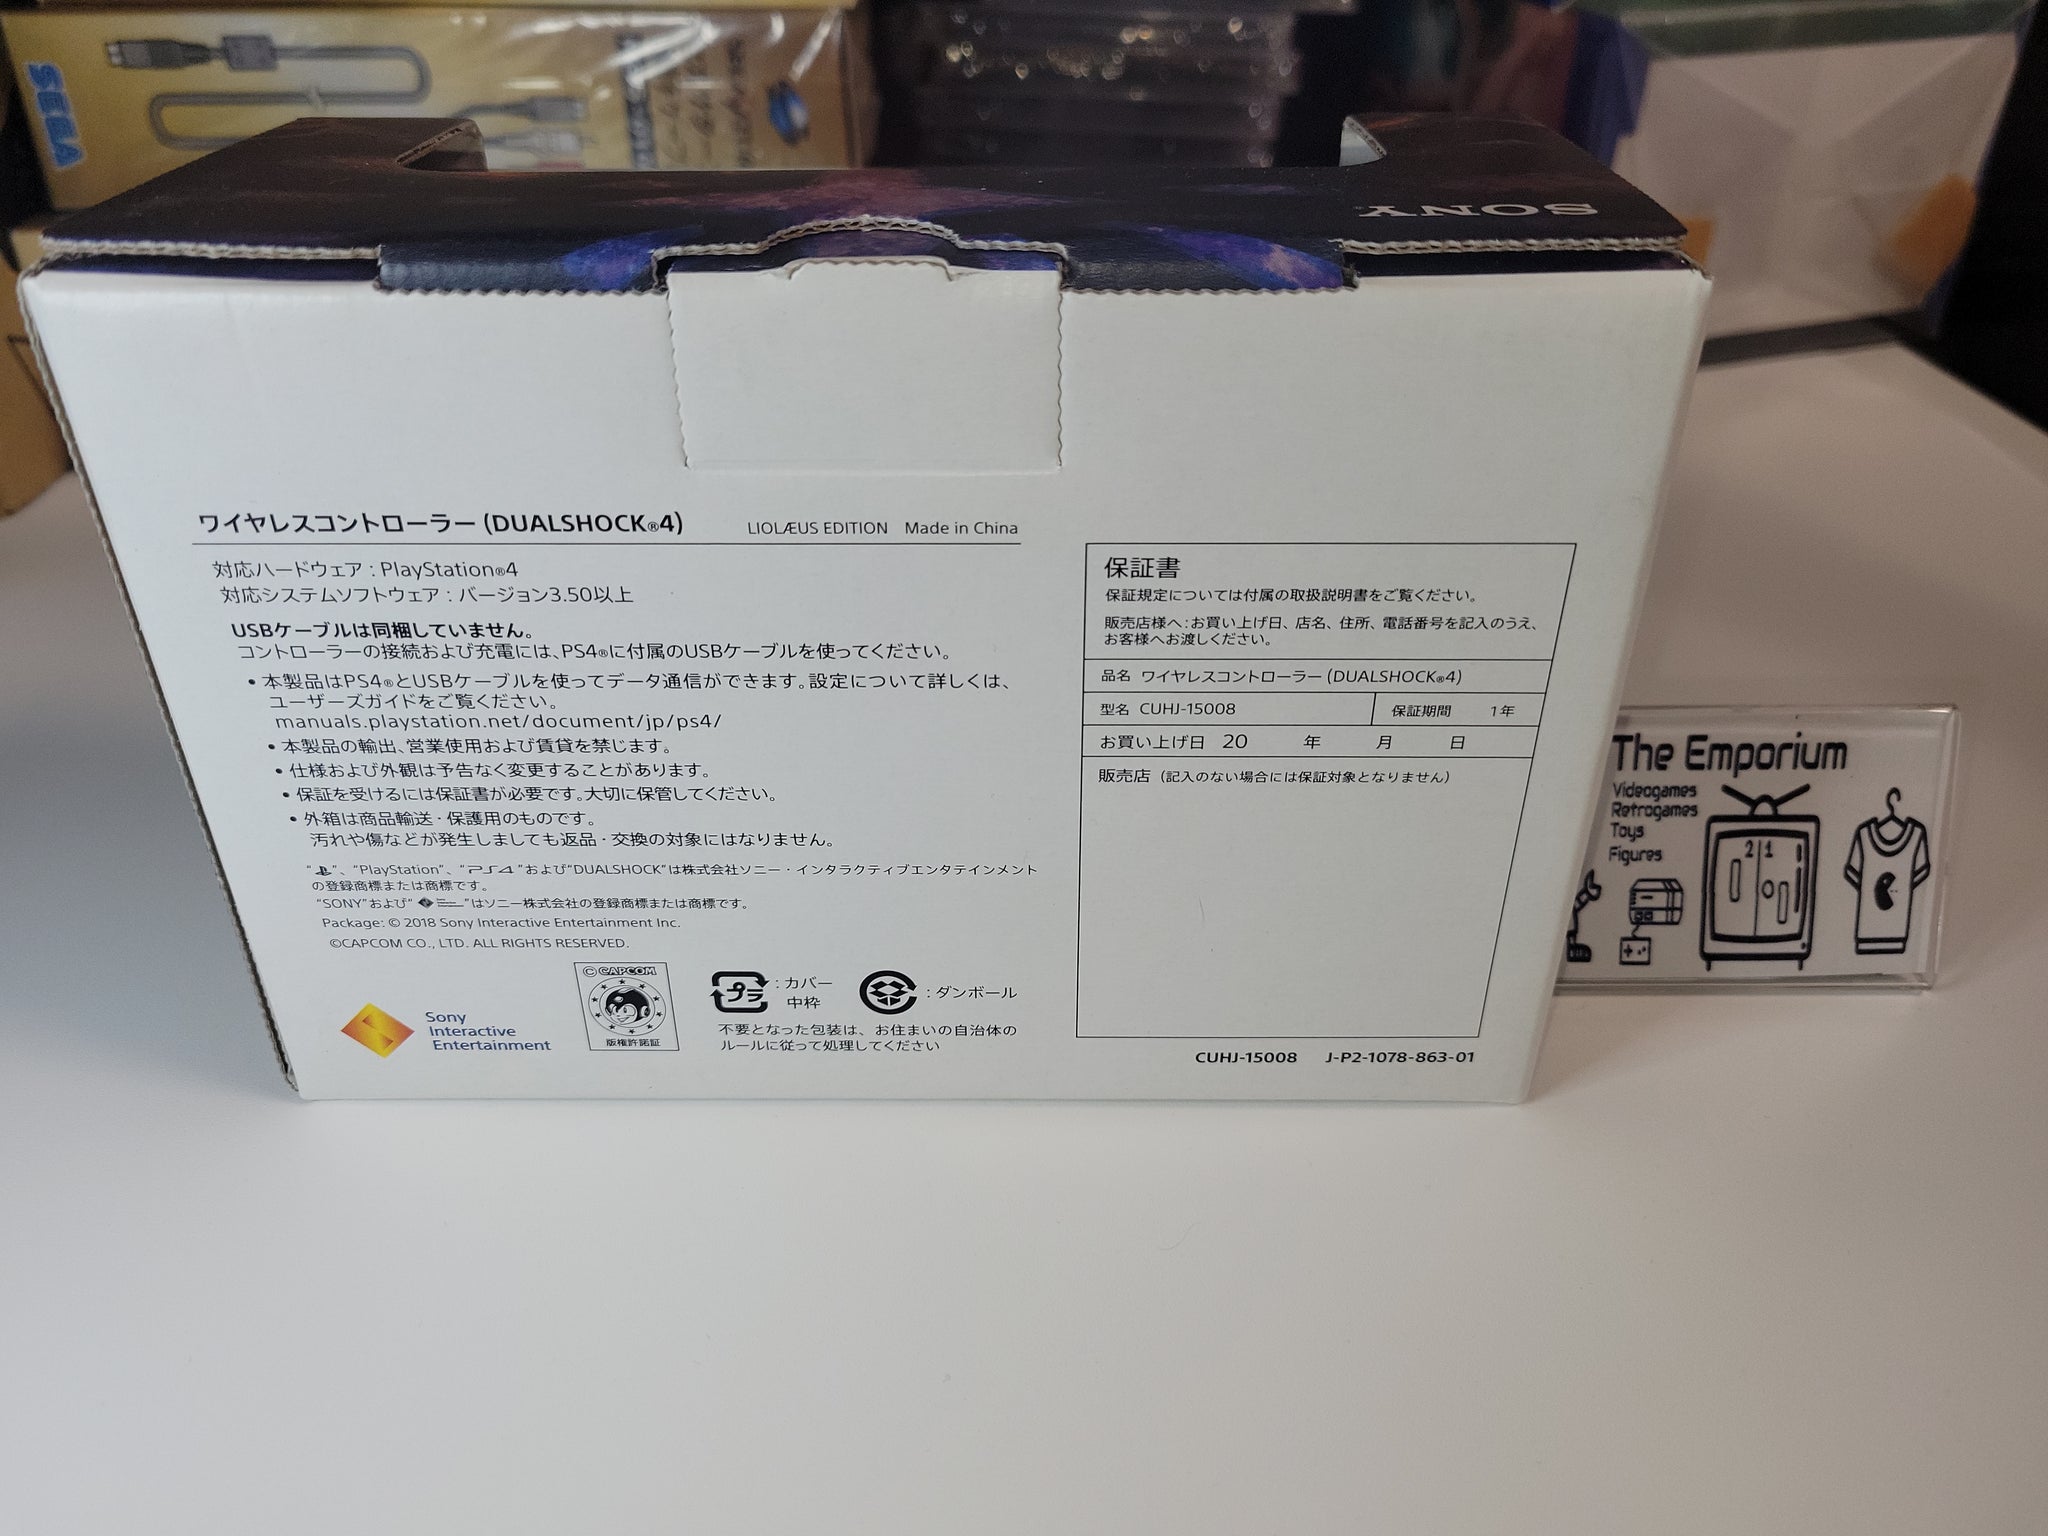 SEGA
SONY
ワイヤレスコントローラー (DUALSHOCK®4) LIOLÆUS EDITION Made in China
対応ハードウェア : PlayStation®4
対応システムソフトウェア : バージョン3.50以上
USBケーブルは同梱していません。
コントローラーの接続および充電には、PS4®に付属のUSBケーブルを使ってください。
• 本製品はPS4®とUSBケーブルを使ってデータ通信ができます。設定について詳しくは、
ユーザーズガイドをご覧ください。
manuals.playstation.net/document/jp/ps4/
• 本製品の輸出、営業使用および賃貸を禁じます。
• 仕様および外観は予告なく変更することがあります。
• 保証を受けるには保証書が必要です。大切に保管してください。
• 外箱は商品輸送・保護用のものです。
汚れや傷などが発生しましても返品・交換の対象にはなりません。
“ ”、“PlayStation”、“PS4”および“DUALSHOCK”は株式会社ソニー・インタラクティブエンタテインメント
の登録商標または商標です。
“SONY”および“ ”はソニー株式会社の登録商標または商標です。
Package: © 2018 Sony Interactive Entertainment Inc.
©CAPCOM CO., LTD. ALL RIGHTS RESERVED.
Sony
Interactive
Entertainment
©CAPCOM
版権許諾証
プラ : カバー
中枠
: ダンボール
不要となった包装は、お住まいの自治体の
ルールに従って処理してください
保証書
保証規定については付属の取扱説明書をご覧ください。
販売店様へ : お買い上げ日、店名、住所、電話番号を記入のうえ、
お客様へお渡しください。
品名 ワイヤレスコントローラー (DUALSHOCK®4)
型名 CUHJ-15008 保証期間 1年
お買い上げ日 20 年 月 日
販売店 (記入のない場合には保証対象となりません)
CUHJ-15008 J-P2-1078-863-01
The Emporium
Videogames
Retrogames
Toys
Figures
2 1